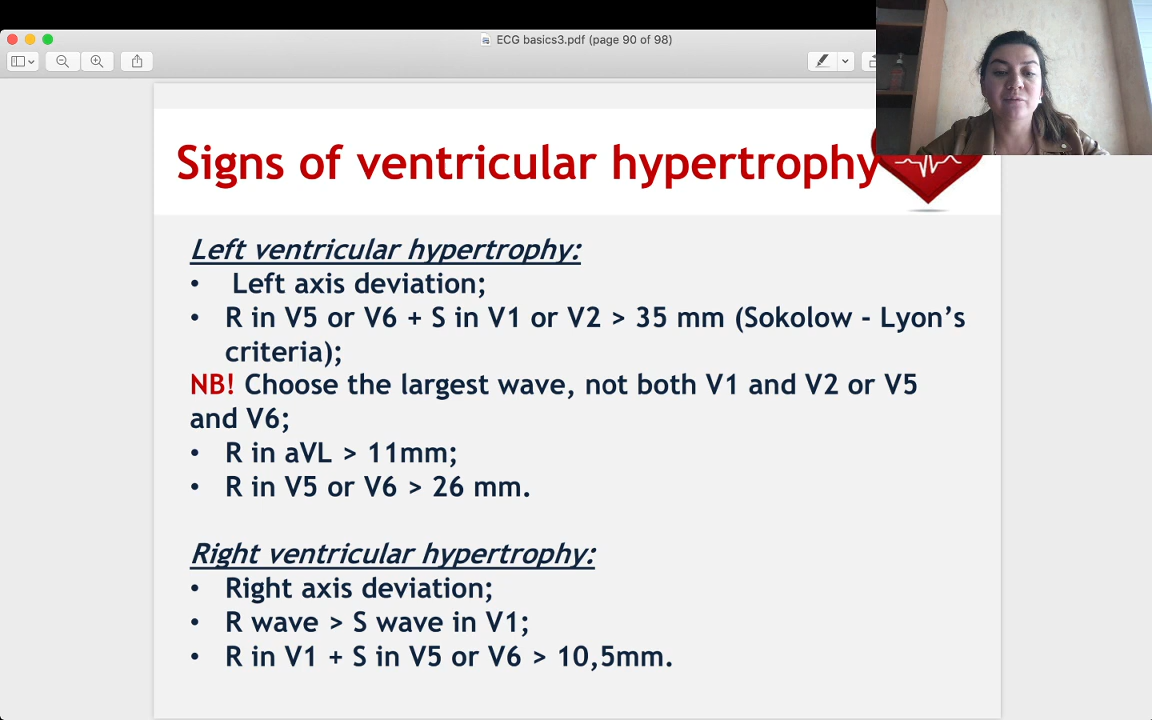 ECG basics3.pdf (page 90 of 98)
Signs of ventricular hypertrophy
Left ventricular hypertrophy:
• Left axis deviation;
• R in V5 or V6 + S in V1 or V2 > 35 mm (Sokolow - Lyon’s
criteria);
NB! Choose the largest wave, not both V1 and V2 or V5
and V6;
• R in aVL > 11mm;
• R in V5 or V6 > 26 mm.
Right ventricular hypertrophy:
• Right axis deviation;
• R wave > S wave in V1;
• R in V1 + S in V5 or V6 > 10,5mm.